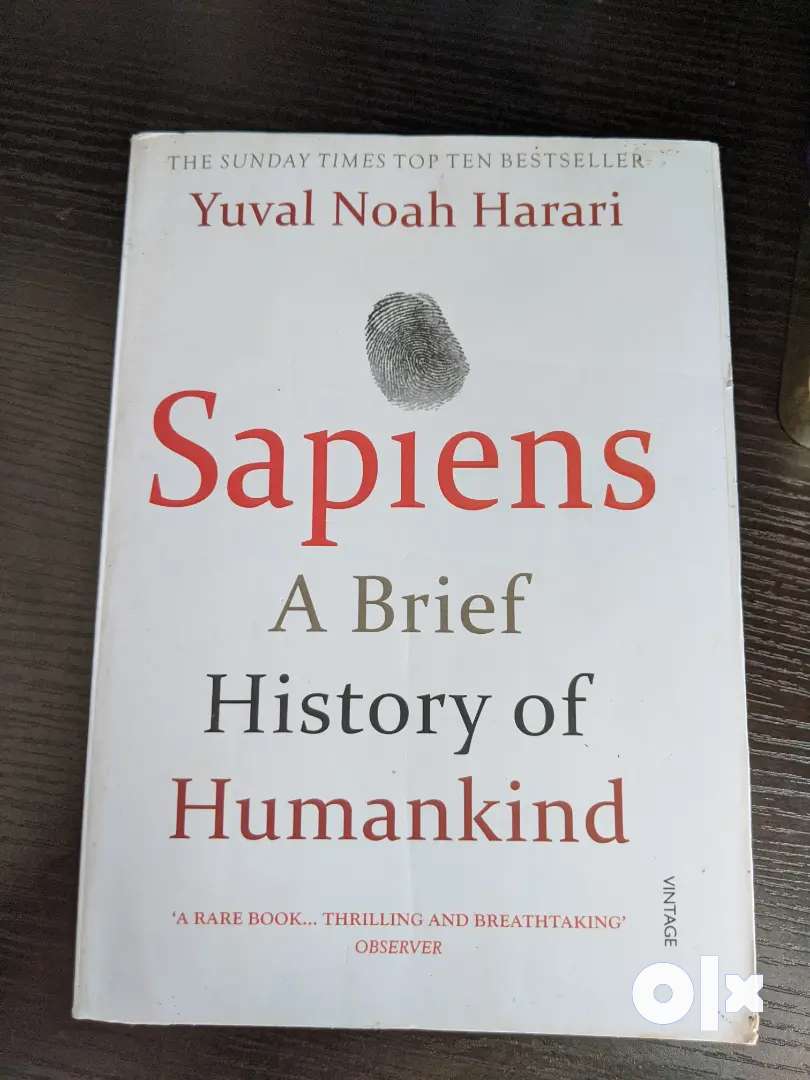 THE SUNDAY TIMES TOP TEN BESTSELLER
Yuval Noah Harari
Sapiens
A Brief
History of
Humankind
'A RARE BOOK... THRILLING AND BREATHTAKING'
OBSERVER
VINTAGE
olx